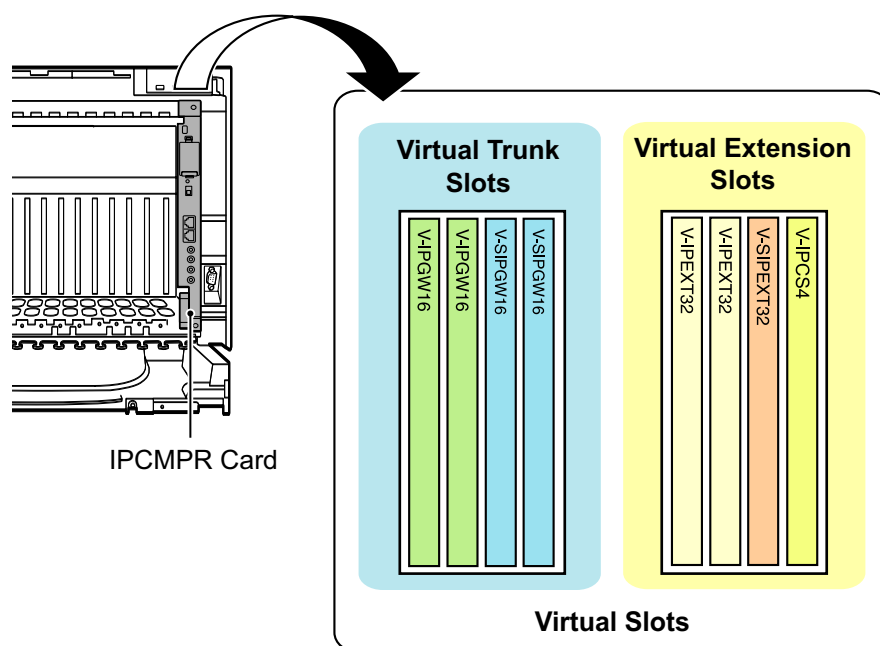 IPCMPR Card
Virtual Trunk
Slots
V-IPGW16
V-IPGW16
V-SIPGW16
V-SIPGW16
Virtual Extension
Slots
V-IPEXT32
V-IPEXT32
V-SIPEXT32
V-IPCS4
Virtual Slots